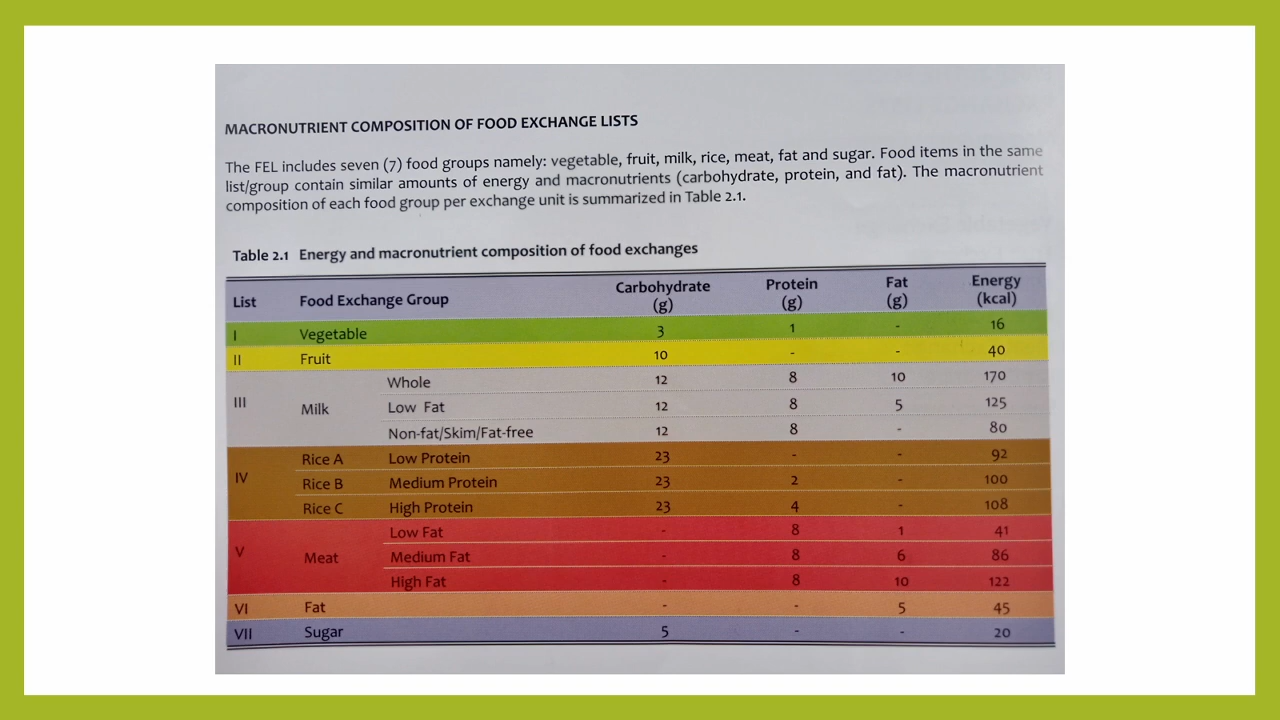 MACRONUTRIENT COMPOSITION OF FOOD EXCHANGE LISTS
The FEL includes seven (7) food groups namely: vegetable, fruit, milk, rice, meat, fat and sugar. Food items in the same
list/group contain similar amounts of energy and macronutrients (carbohydrate, protein, and fat). The macronutrient
composition of each food group per exchange unit is summarized in Table 2.1.
Table 2.1 Energy and macronutrient composition of food exchanges
List Food Exchange Group Carbohydrate (g) Protein (g) Fat (g) Energy (kcal)
I Vegetable 3 1 - 16
II Fruit 10 - - 40
III Milk Whole 12 8 10 170
Low Fat 12 8 5 125
Non-fat/Skim/Fat-free 12 8 - 80
IV Rice A Low Protein 23 - - 92
Rice B Medium Protein 23 2 - 100
Rice C High Protein 23 4 - 108
V Meat Low Fat - 8 1 41
Medium Fat - 8 6 86
High Fat - 8 10 122
VI Fat - - 5 45
VII Sugar 5 - - 20